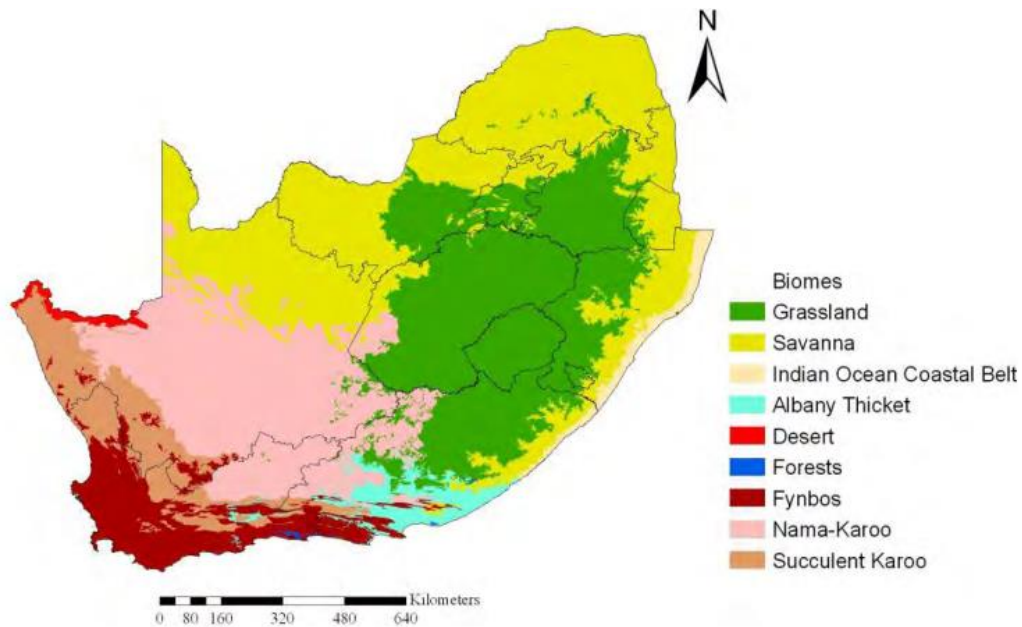 N
Biomes
Grassland
Savanna
Indian Ocean Coastal Belt
Albany Thicket
Desert
Forests
Fynbos
Nama-Karoo
Succulent Karoo
Kilometers
0 80 160 320 480 640